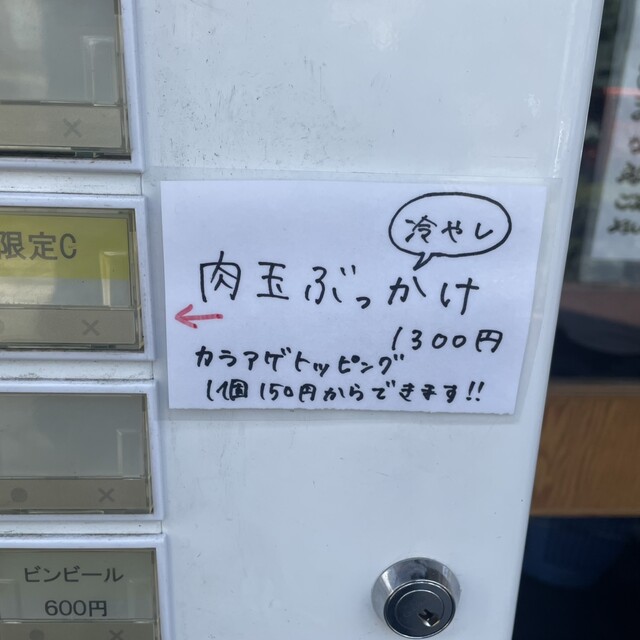 限定C
冷やし
肉玉ぶっかけ
1300円
カラアゲトッピング
1個150円からできます!!
ビンビール
600円